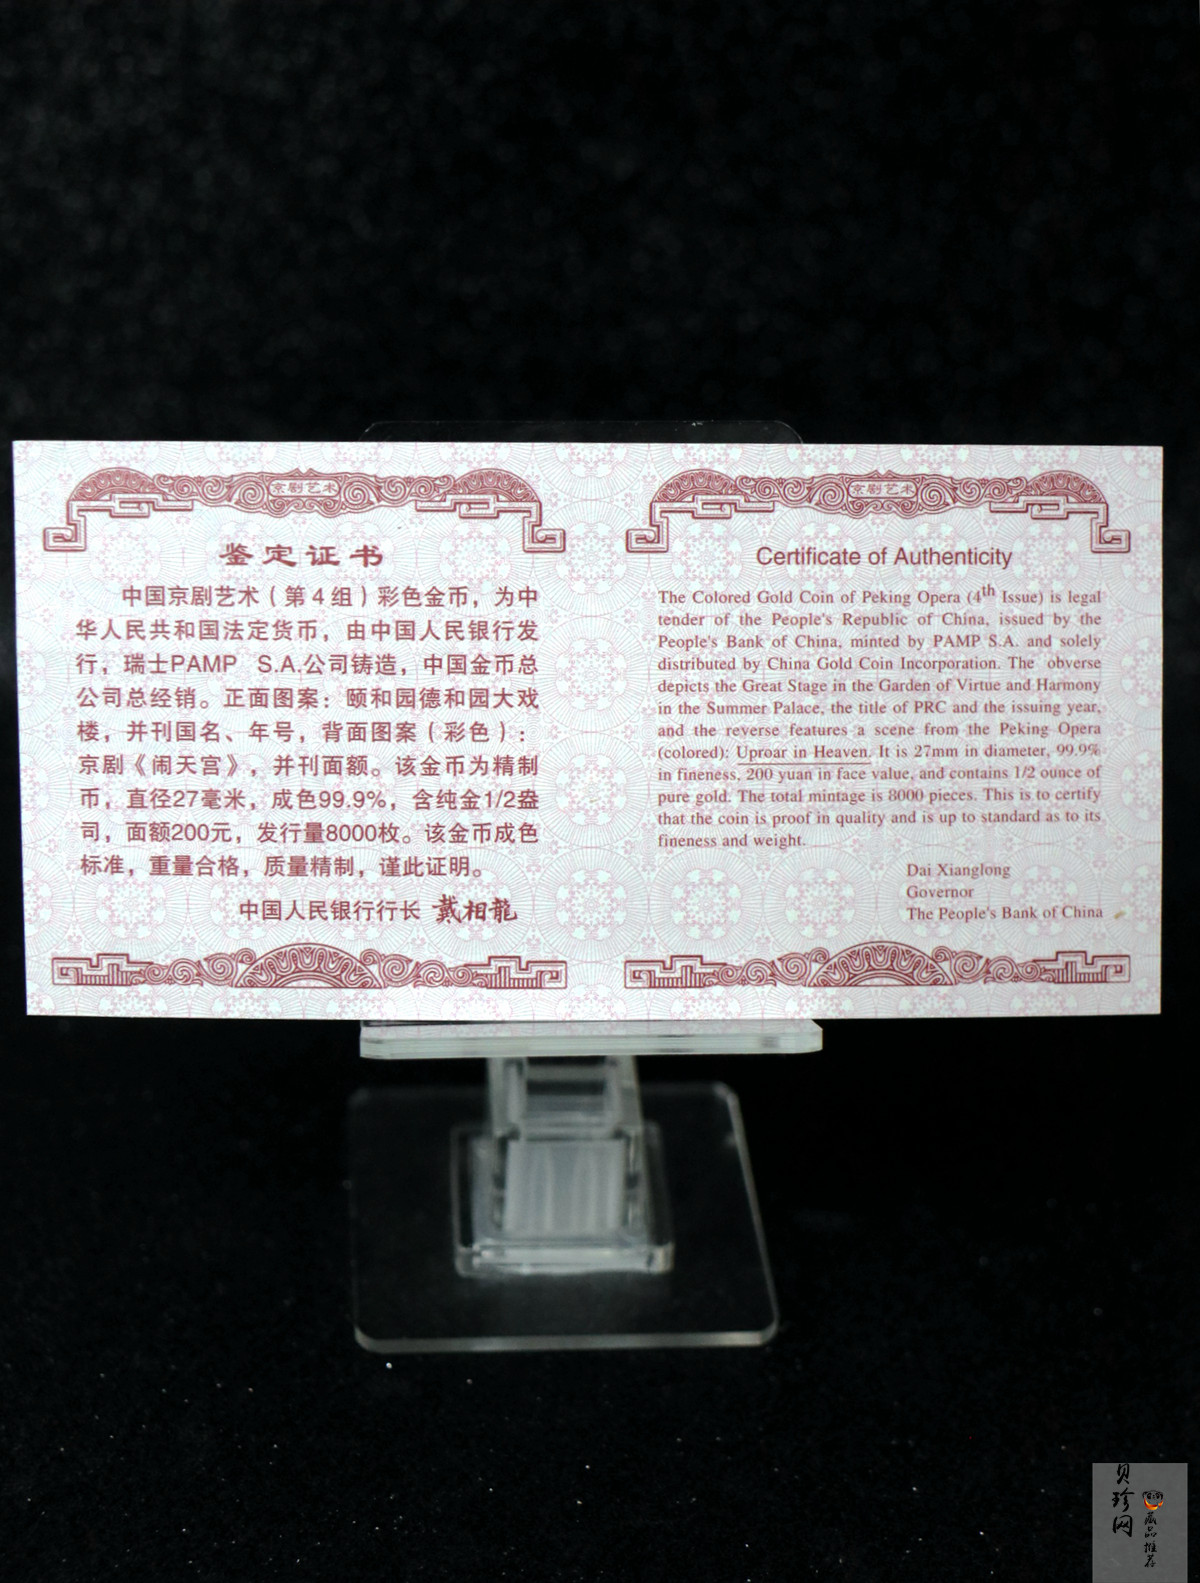 京剧艺术
鉴定证书
中国京剧艺术（第4组）彩色金币，为中
华人民共和国法定货币，由中国人民银行发
行，瑞士PAMP S.A.公司铸造，中国金币总
公司总经销。正面图案：颐和园德和园大戏
楼，并刊国名、年号，背面图案（彩色）：
京剧《闹天宫》，并刊面额。该金币为精制
币，直径27毫米，成色99.9%，含纯金1/2盎
司，面额200元，发行量8000枚。该金币成色
标准，重量合格，质量精制，谨此证明。
中国人民银行行长 戴相龍
京剧艺术
Certificate of Authenticity
The Colored Gold Coin of Peking Opera (4th Issue) is legal
tender of the People's Republic of China, issued by the
People's Bank of China, minted by PAMP S.A. and solely
distributed by China Gold Coin Incorporation. The obverse
depicts the Great Stage in the Garden of Virtue and Harmony
in the Summer Palace, the title of PRC and the issuing year,
and the reverse features a scene from the Peking Opera
(colored): Uproar in Heaven. It is 27mm in diameter, 99.9%
in fineness, 200 yuan in face value, and contains 1/2 ounce of
pure gold. The total mintage is 8000 pieces. This is to certify
that the coin is proof in quality and is up to standard as to its
fineness and weight.
Dai Xianglong
Governor
The People's Bank of China
贝珍网
藏品推荐